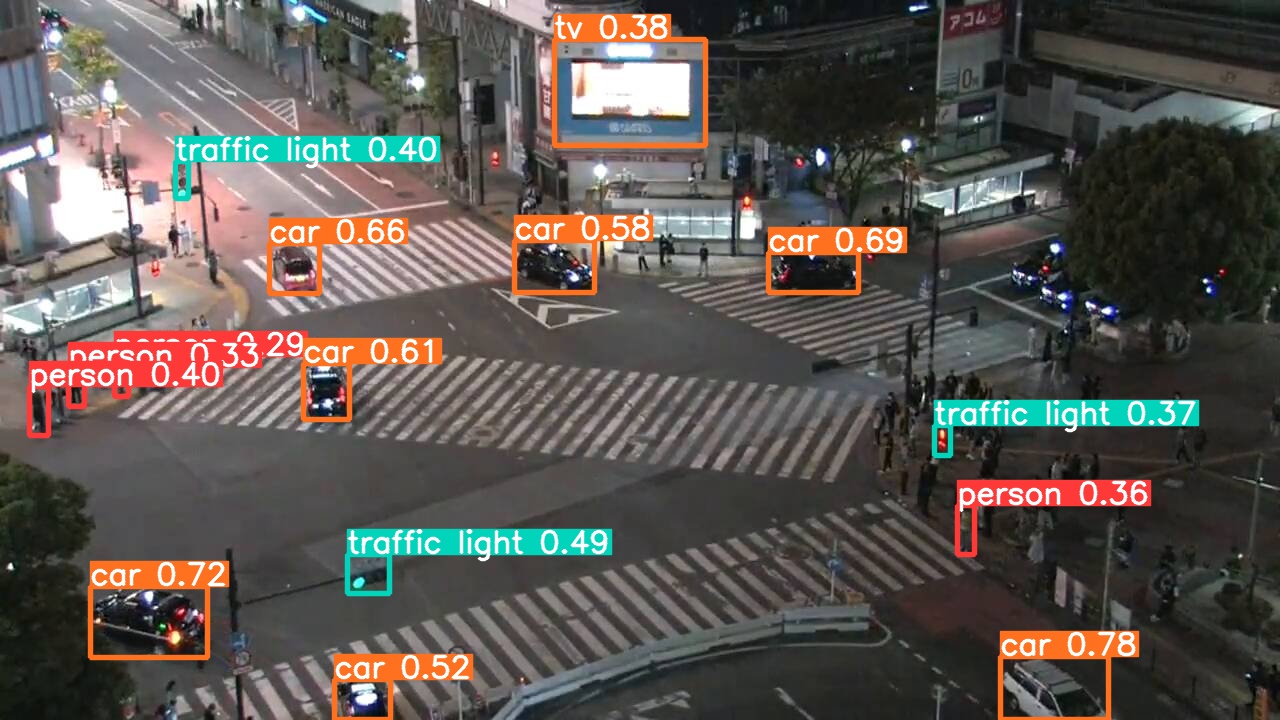 AMERICAN EAGLE
アコム
tv 0.38
traffic light 0.40
car 0.66
car 0.58
car 0.69
person 0.29
person 0.33
car 0.61
person 0.40
traffic light 0.37
person 0.36
traffic light 0.49
car 0.72
car 0.78
car 0.52